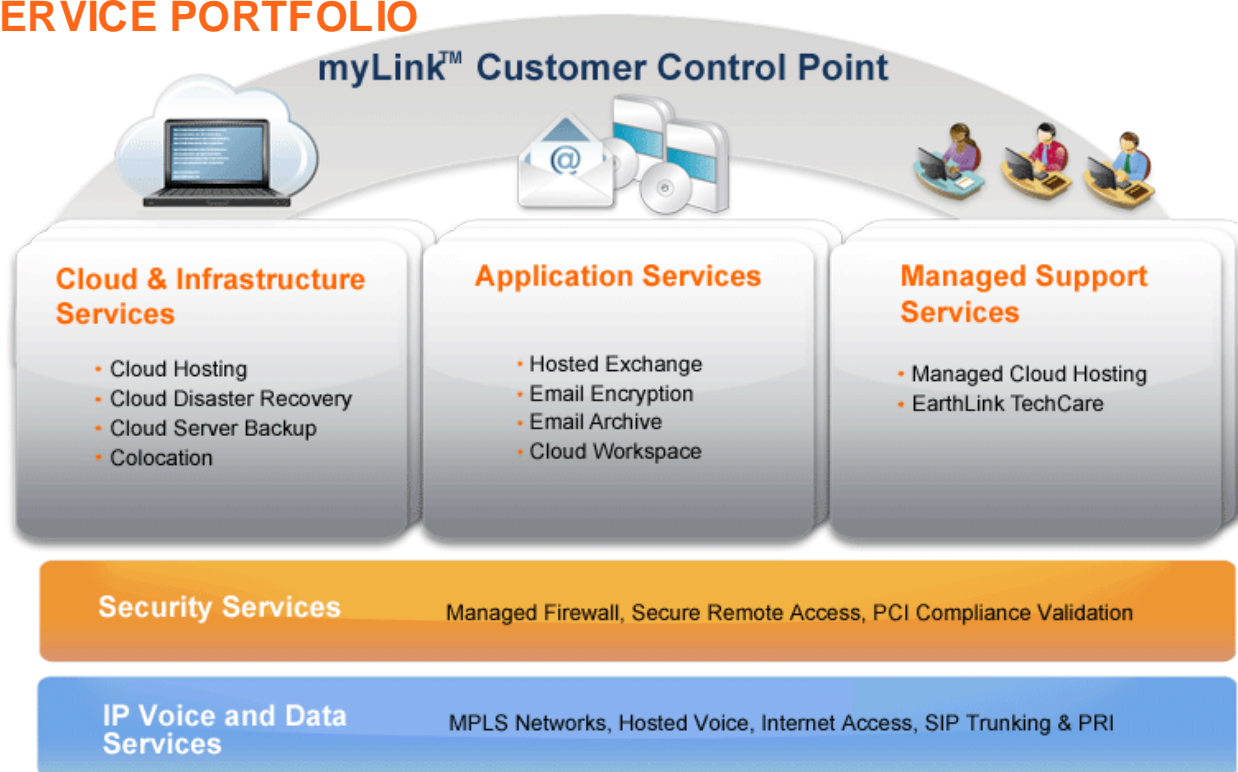 ERVICE PORTFOLIO
myLink™ Customer Control Point
@
Cloud & Infrastructure
Services
• Cloud Hosting
• Cloud Disaster Recovery
• Cloud Server Backup
• Colocation
Application Services
• Hosted Exchange
• Email Encryption
• Email Archive
• Cloud Workspace
Managed Support
Services
• Managed Cloud Hosting
• EarthLink TechCare
Security Services
Managed Firewall, Secure Remote Access, PCI Compliance Validation
IP Voice and Data
Services
MPLS Networks, Hosted Voice, Internet Access, SIP Trunking & PRI